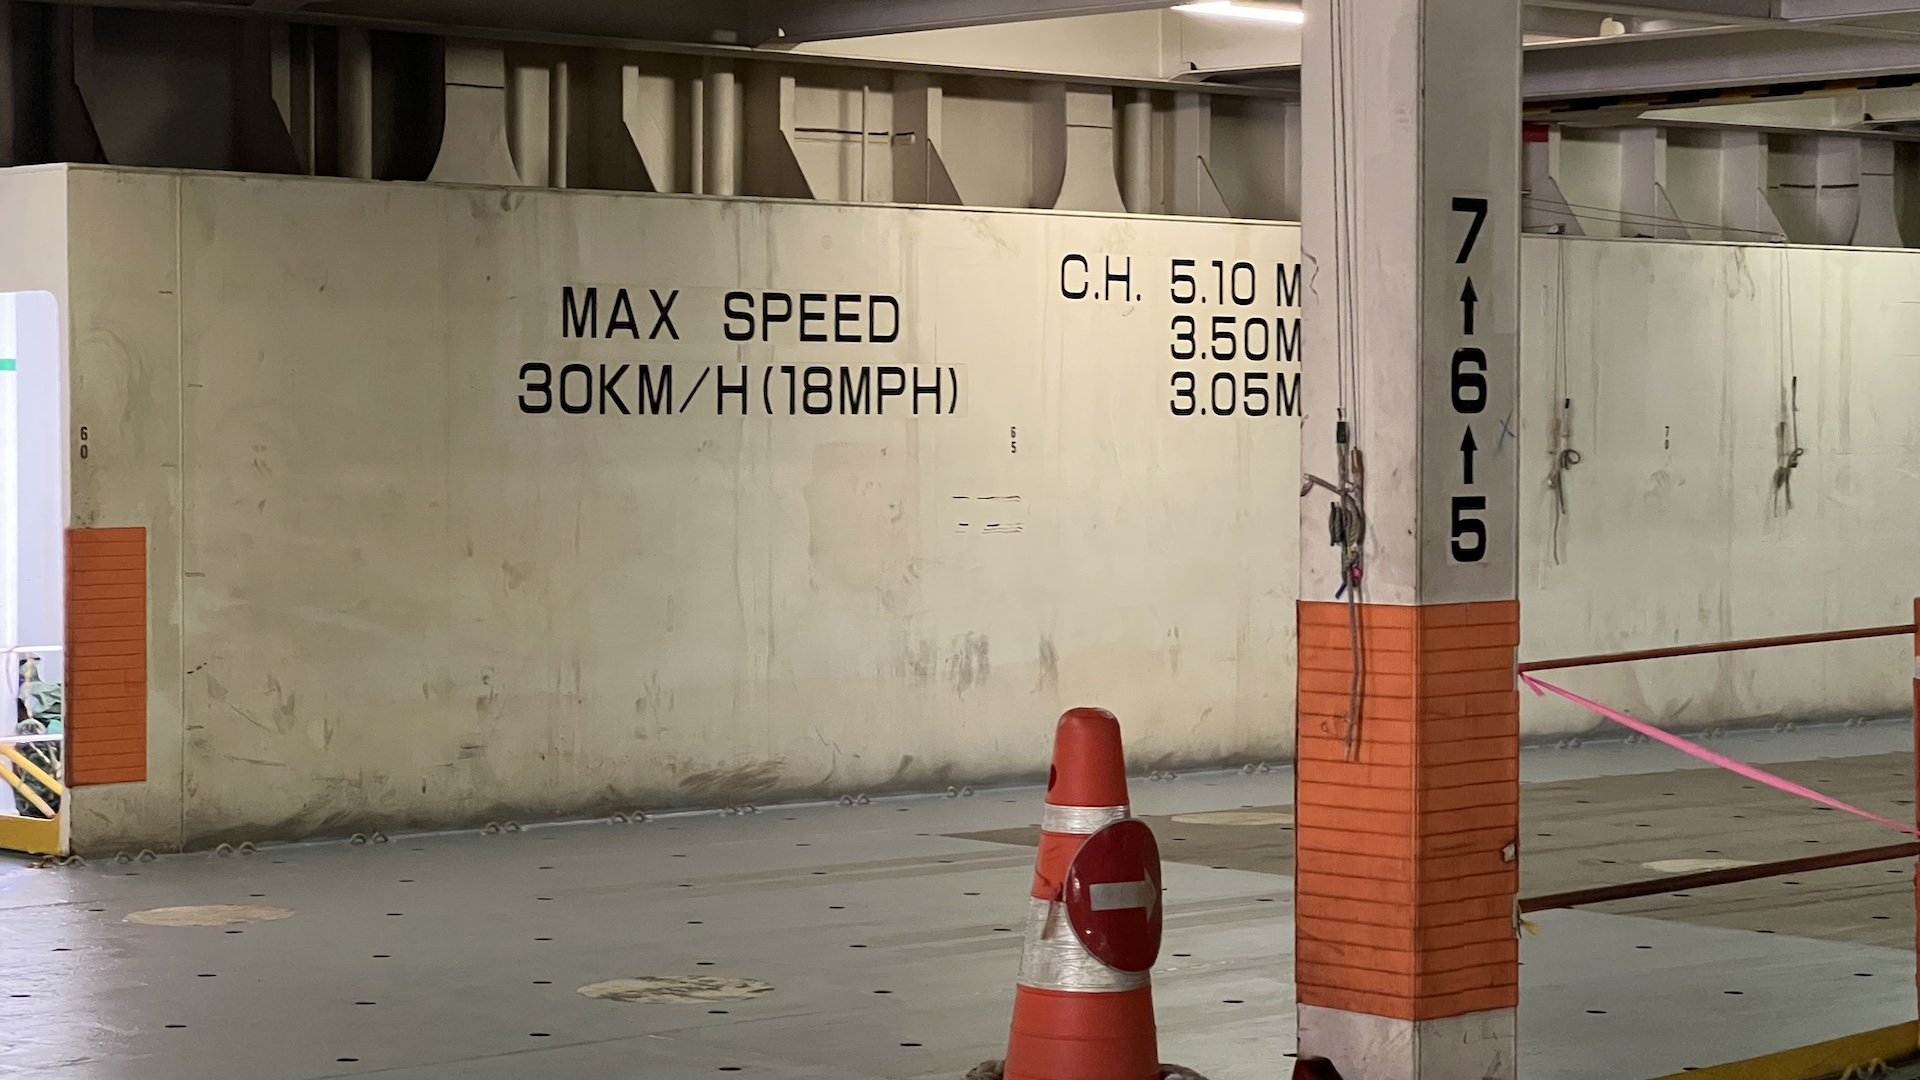 MAX SPEED
30KM/H(18MPH)
C.H. 5.10 M
3.50M
3.05M
60
65
7
↑
6
↑
5
70